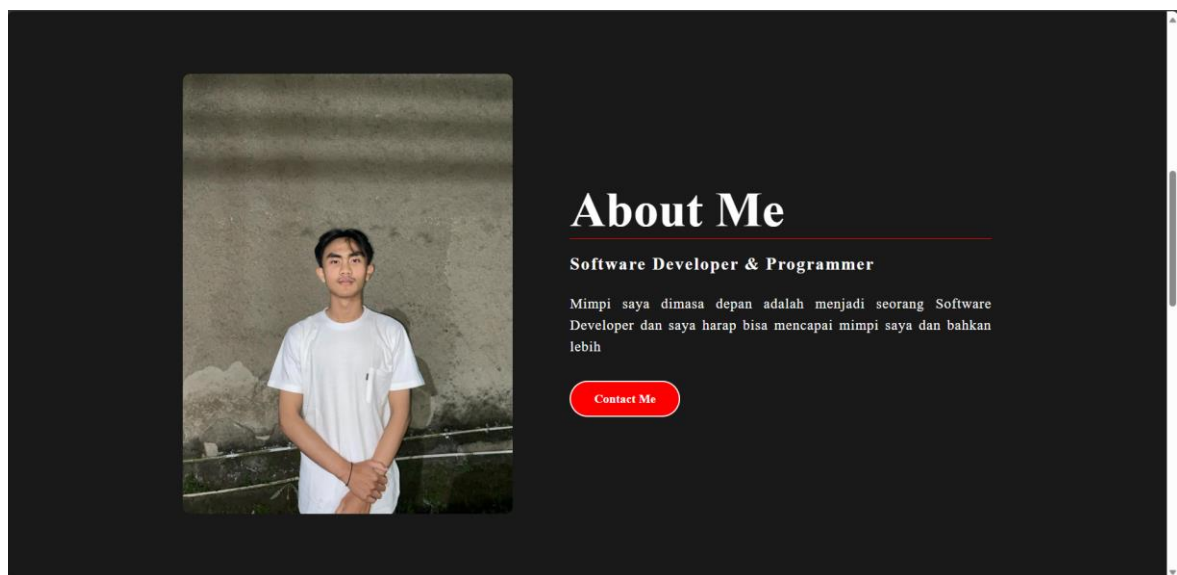 About Me
Software Developer & Programmer
Mimpi saya dimasa depan adalah menjadi seorang Software
Developer dan saya harap bisa mencapai mimpi saya dan bahkan
lebih
Contact Me